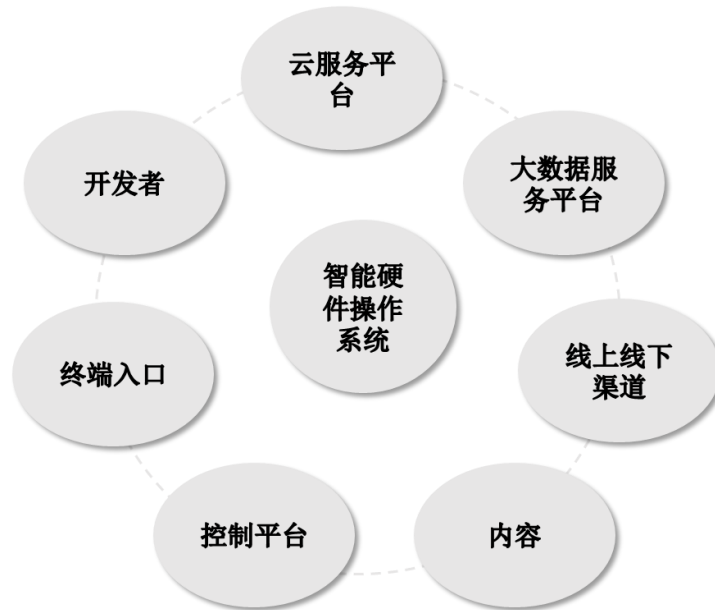 云服务平
台
开发者
大数据服
务平台
智能硬
件操作
系统
终端入口
线上线下
渠道
控制平台
内容